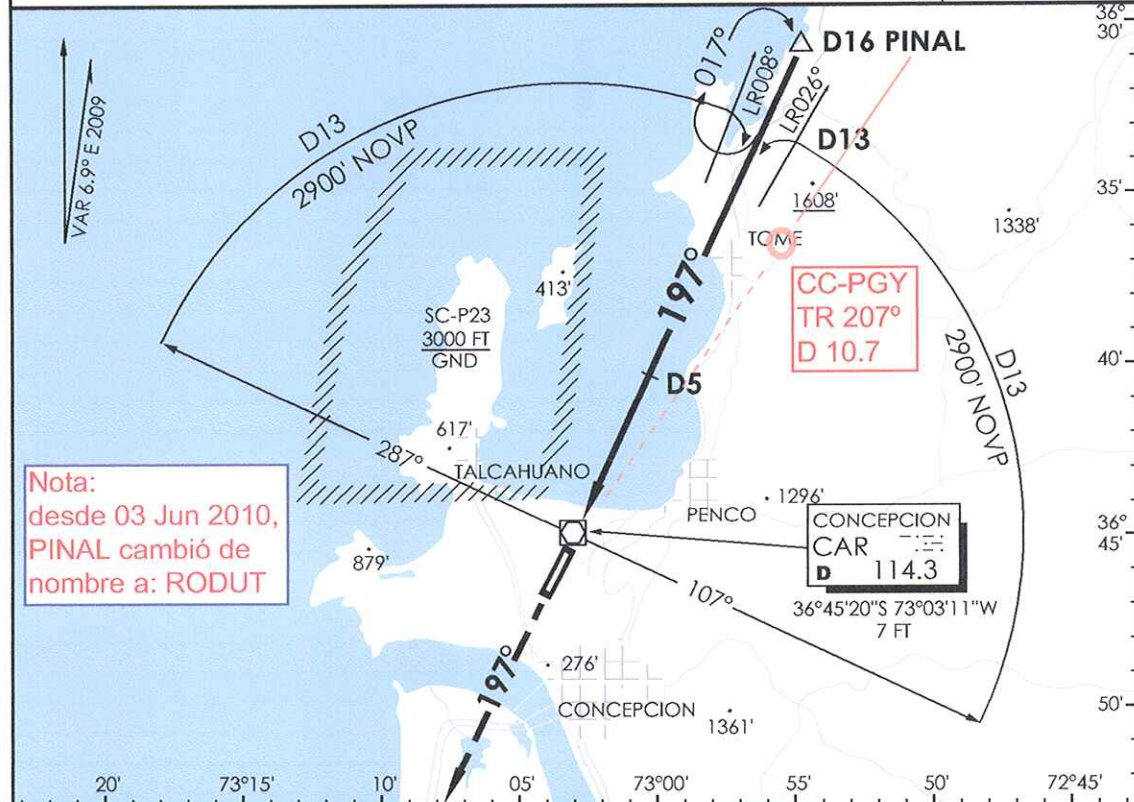 36°
30'
017°
D16 PINAL
LR008°
LR026°
VAR 6.9° E 2009
D13
2900' NOVP
D13
1608'
35'
1338'
TOME
197°
413'
SC-P23
3000 FT
GND
CC-PGY
TR 207°
D 10.7
D13
2900' NOVP
40'
D5
617'
287°
TALCAHUANO
Nota:
desde 03 Jun 2010,
PINAL cambió de
nombre a: RODUT
PENCO
1296'
CONCEPCION
CAR
D 114.3
36°45'20"S 73°03'11"W
7 FT
36°
45'
879'
107°
197°
276'
CONCEPCION
1361'
50'
20'
73°15'
10'
05'
73°00'
55'
50'
72°45'